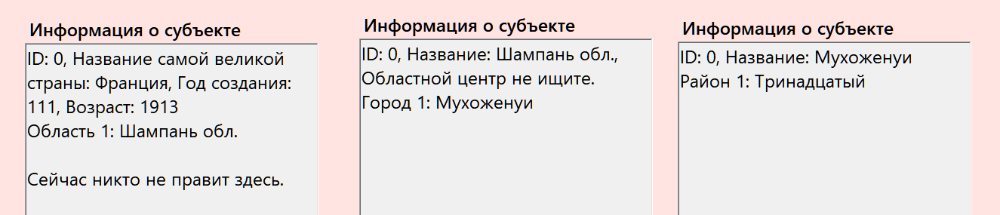 Информация о субъекте
ID: 0, Название самой великой
страны: Франция, Год создания:
111, Возраст: 1913
Область 1: Шампань обл.
Сейчас никто не правит здесь.
Информация о субъекте
ID: 0, Название: Шампань обл.,
Областной центр не ищите.
Город 1: Мухоженуи
Информация о субъекте
ID: 0, Название: Мухоженуи
Район 1: Тринадцатый